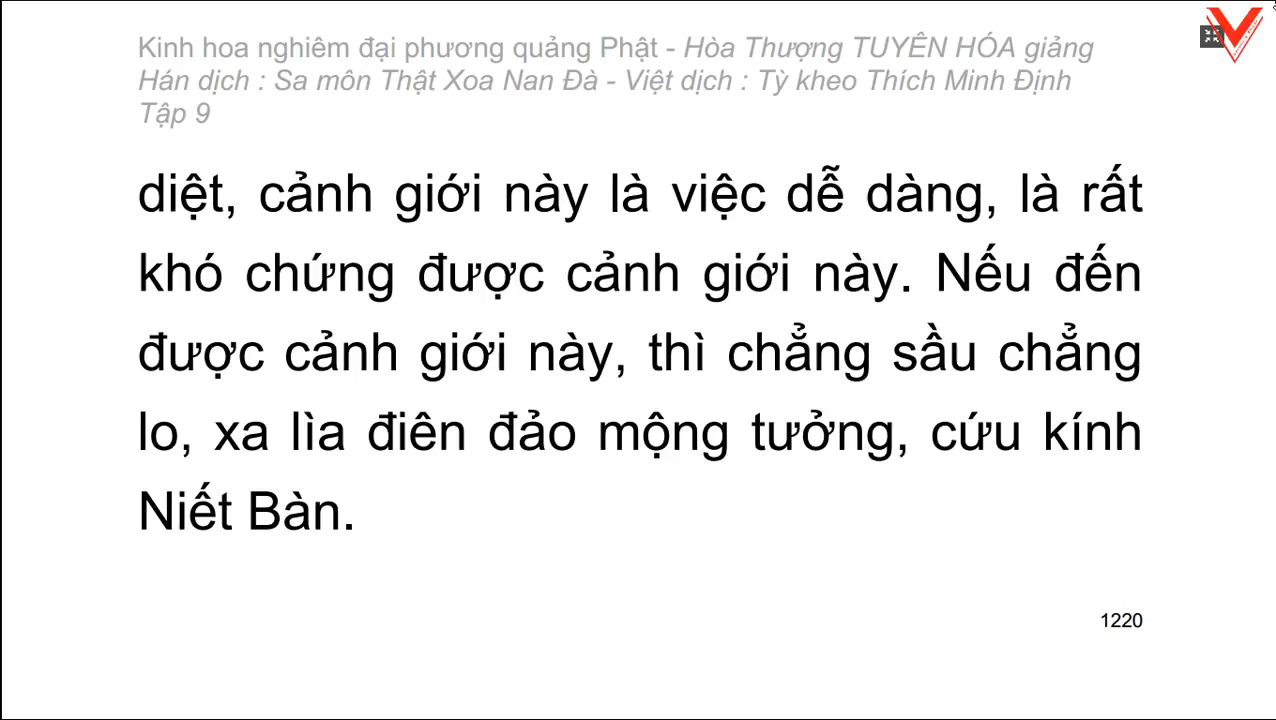 Kinh hoa nghiêm đại phương quảng Phật - Hòa Thượng TUYÊN HÓA giảng
Hán dịch : Sa môn Thật Xoa Nan Đà - Việt dịch : Tỳ kheo Thích Minh Định
Tập 9
diệt, cảnh giới này là việc dễ dàng, là rất
khó chứng được cảnh giới này. Nếu đến
được cảnh giới này, thì chẳng sầu chẳng
lo, xa lìa điên đảo mộng tưởng, cứu kính
Niết Bàn.
1220